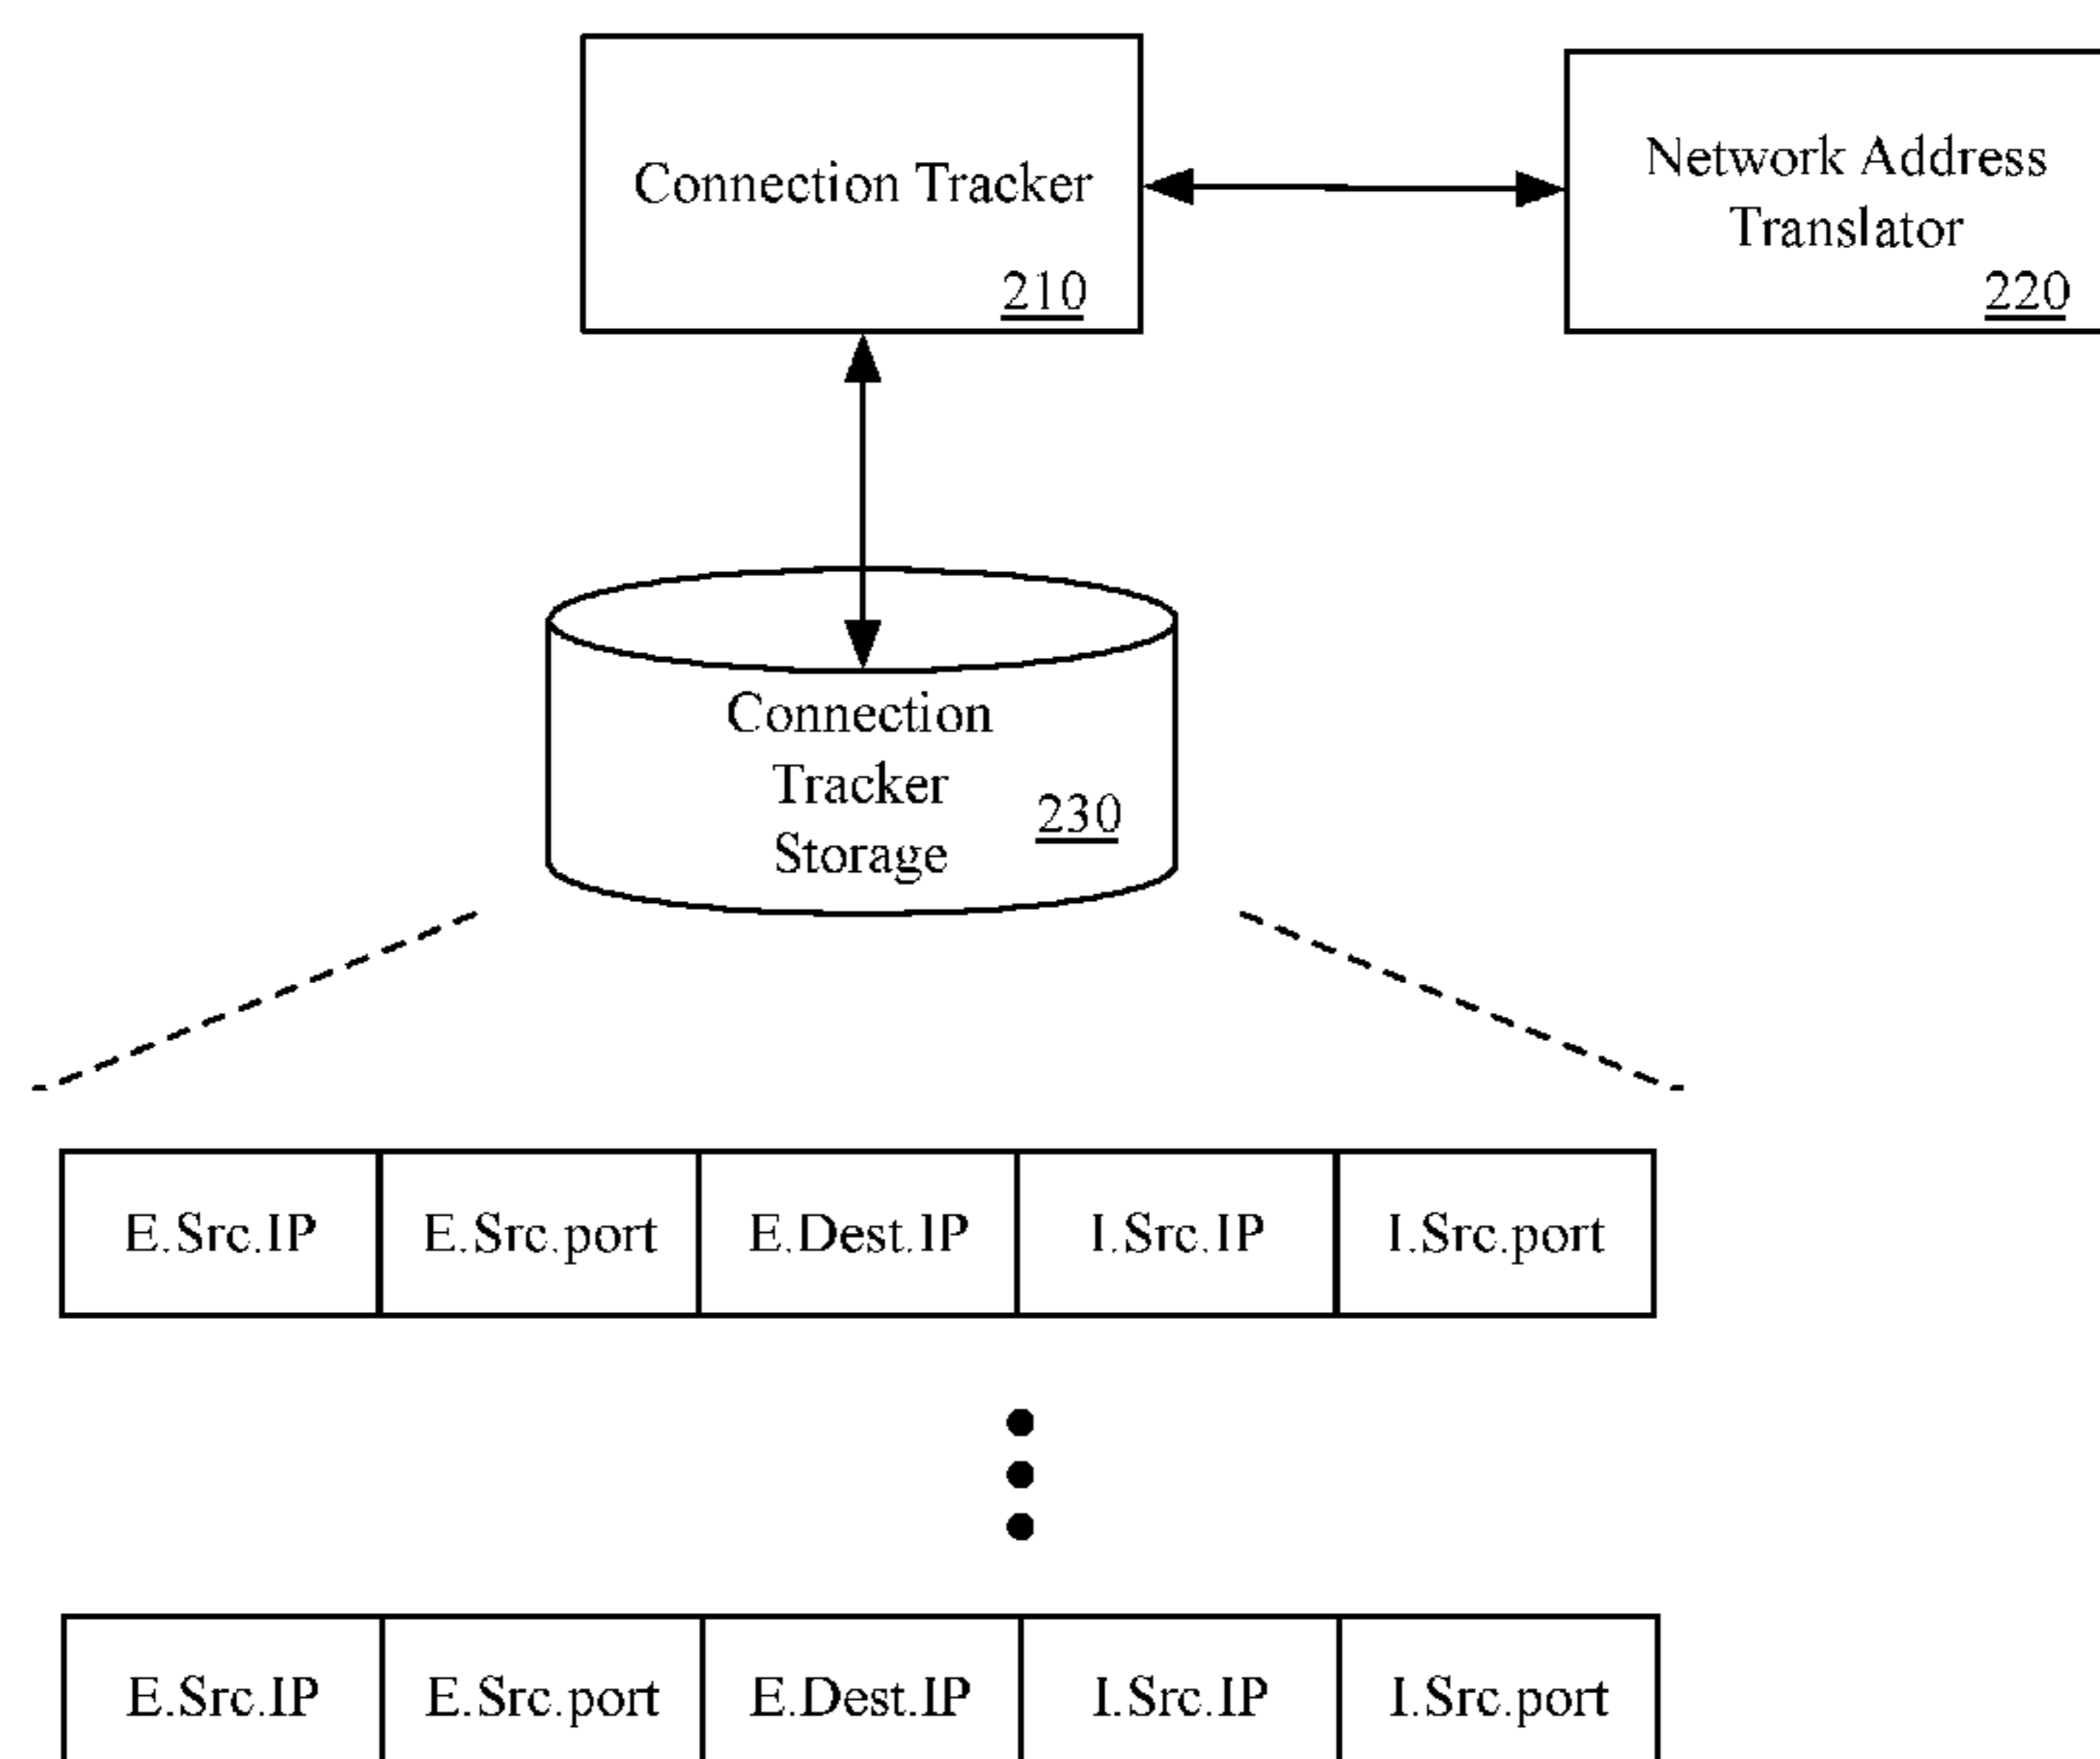 Connection Tracker
210
Network Address
Translator
220
Connection
Tracker
Storage
230
E.Src.IP E.Src.port E.Dest.IP I.Src.IP I.Src.port
E.Src.IP E.Src.port E.Dest.IP I.Src.IP I.Src.port